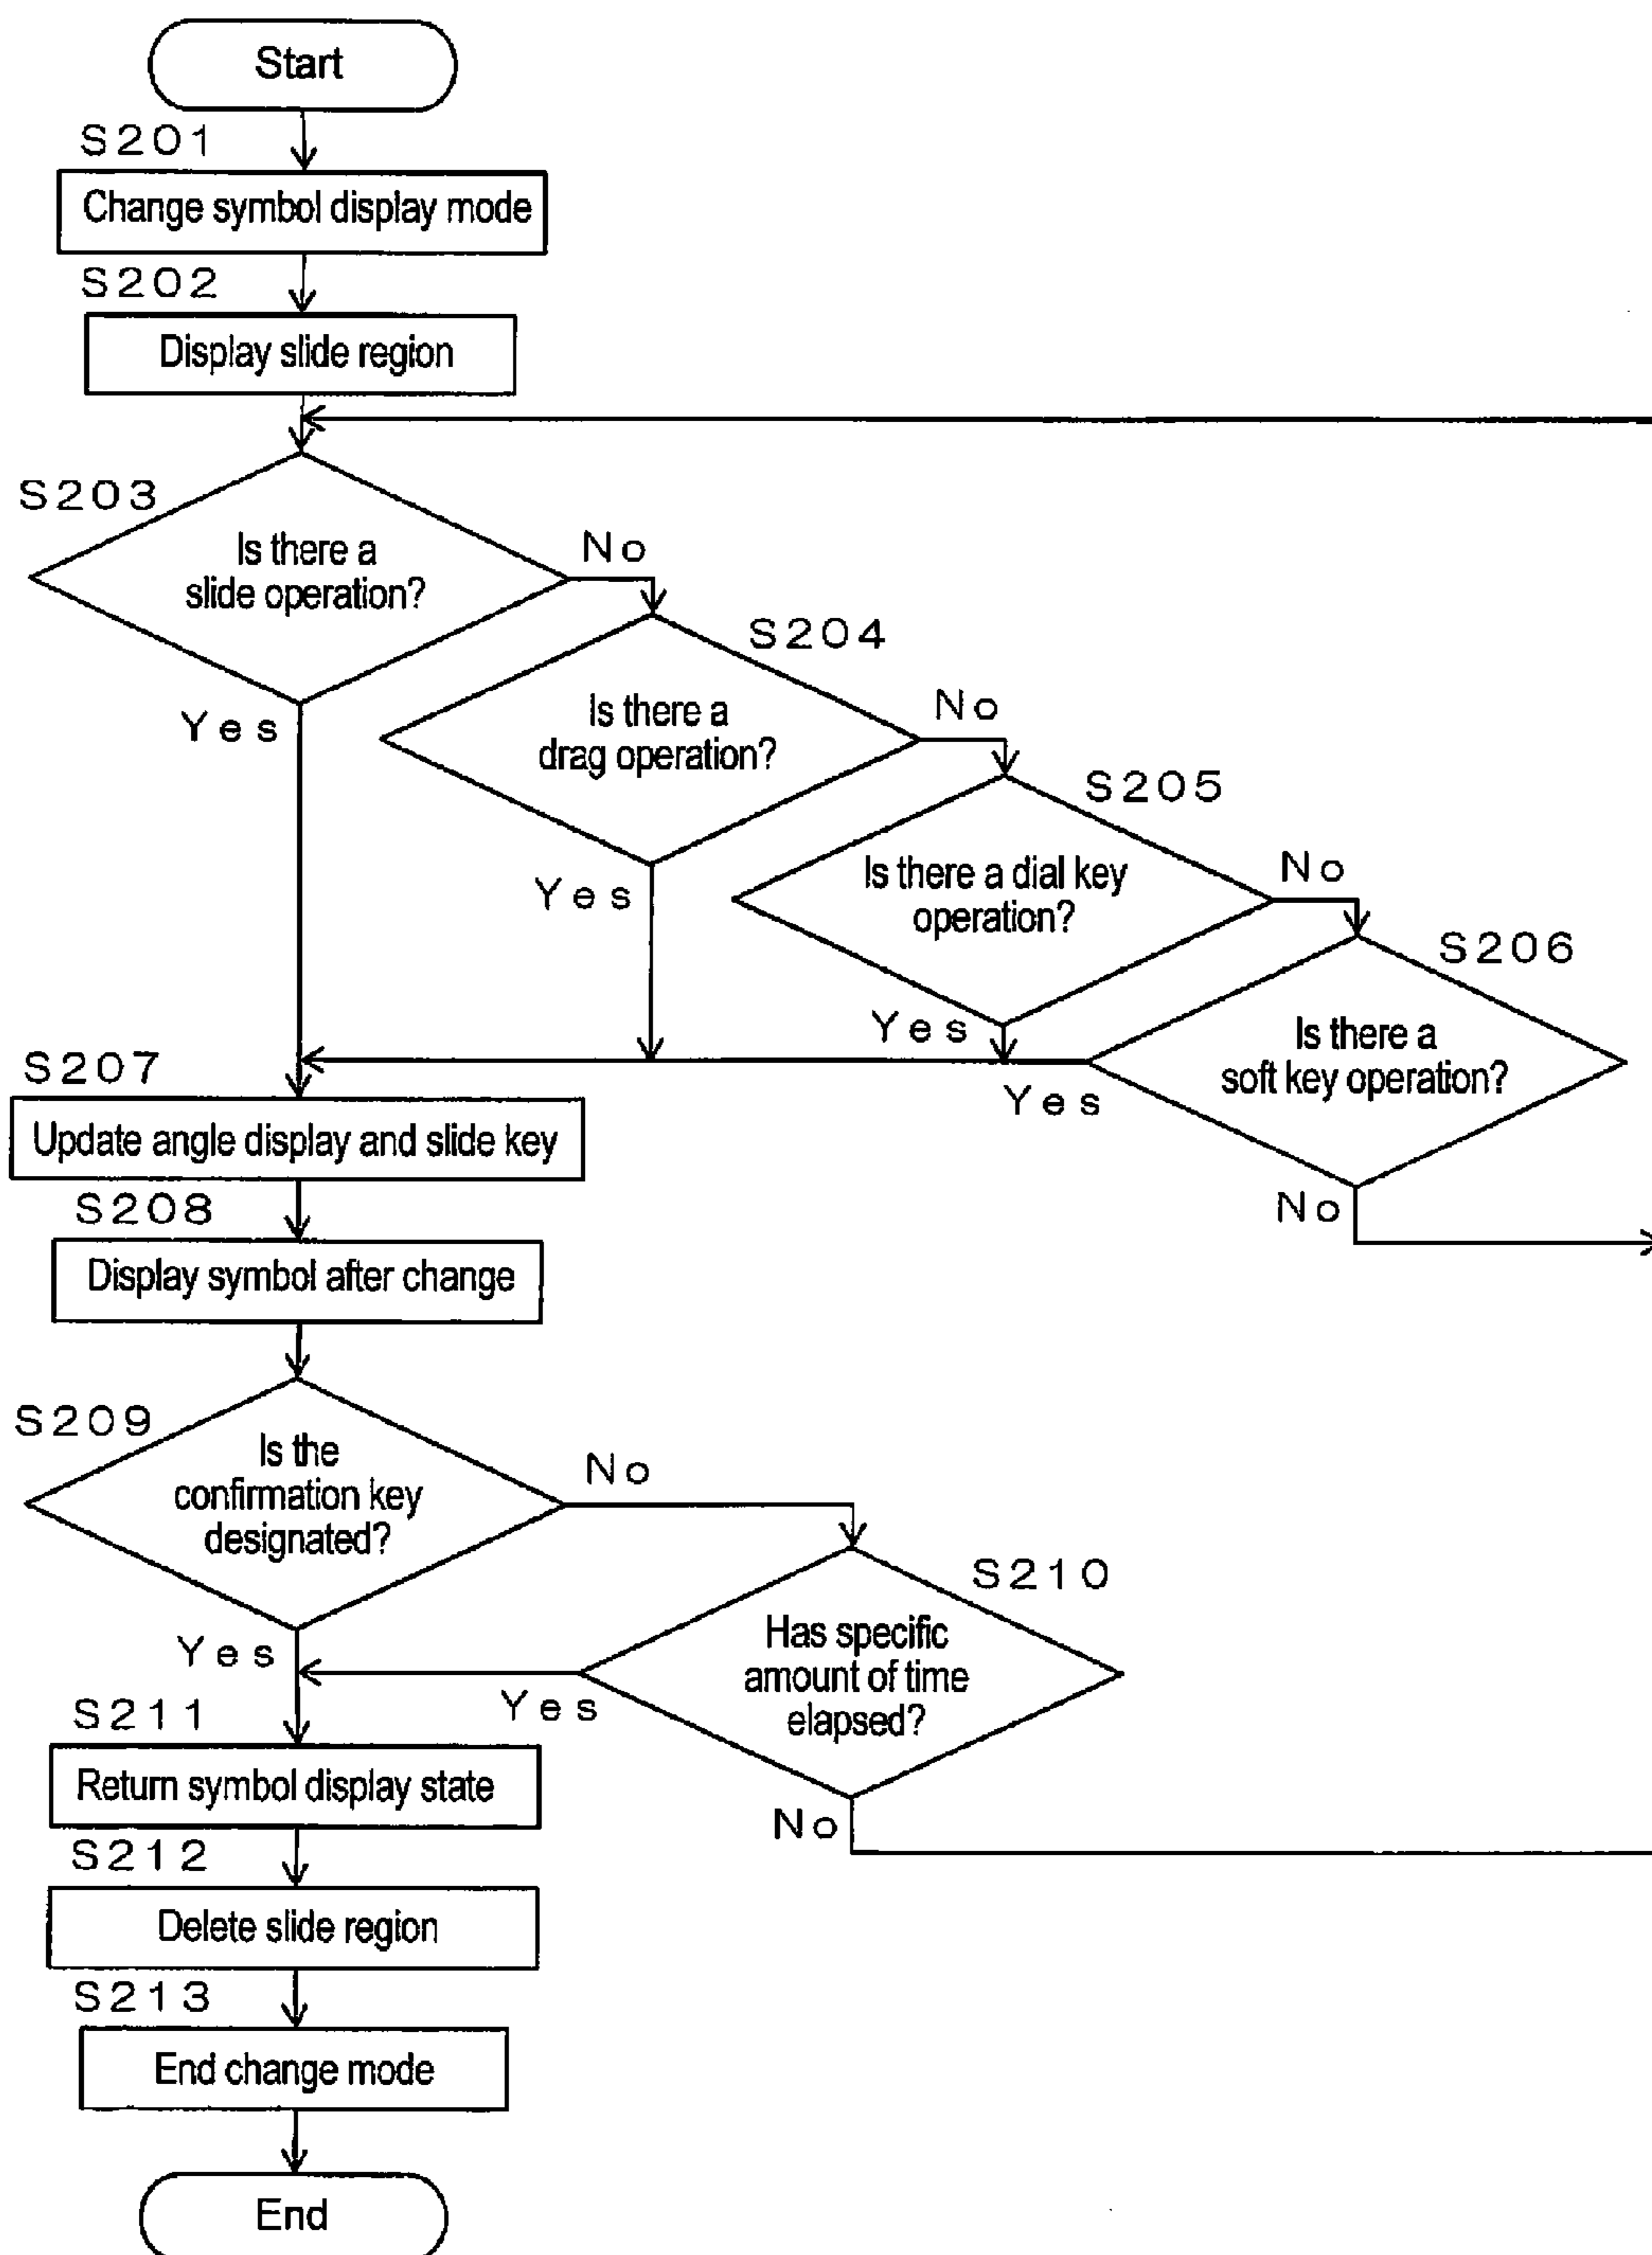 Start
S201
Change symbol display mode
S202
Display slide region
S203
Is there a
slide operation?
No
Yes
S204
Is there a
drag operation?
No
Yes
S205
Is there a dial key
operation?
No
Yes
S206
Is there a
soft key operation?
Yes
No
S207
Update angle display and slide key
S208
Display symbol after change
S209
Is the
confirmation key
designated?
No
Yes
S210
Has specific
amount of time
elapsed?
Yes
No
S211
Return symbol display state
S212
Delete slide region
S213
End change mode
End